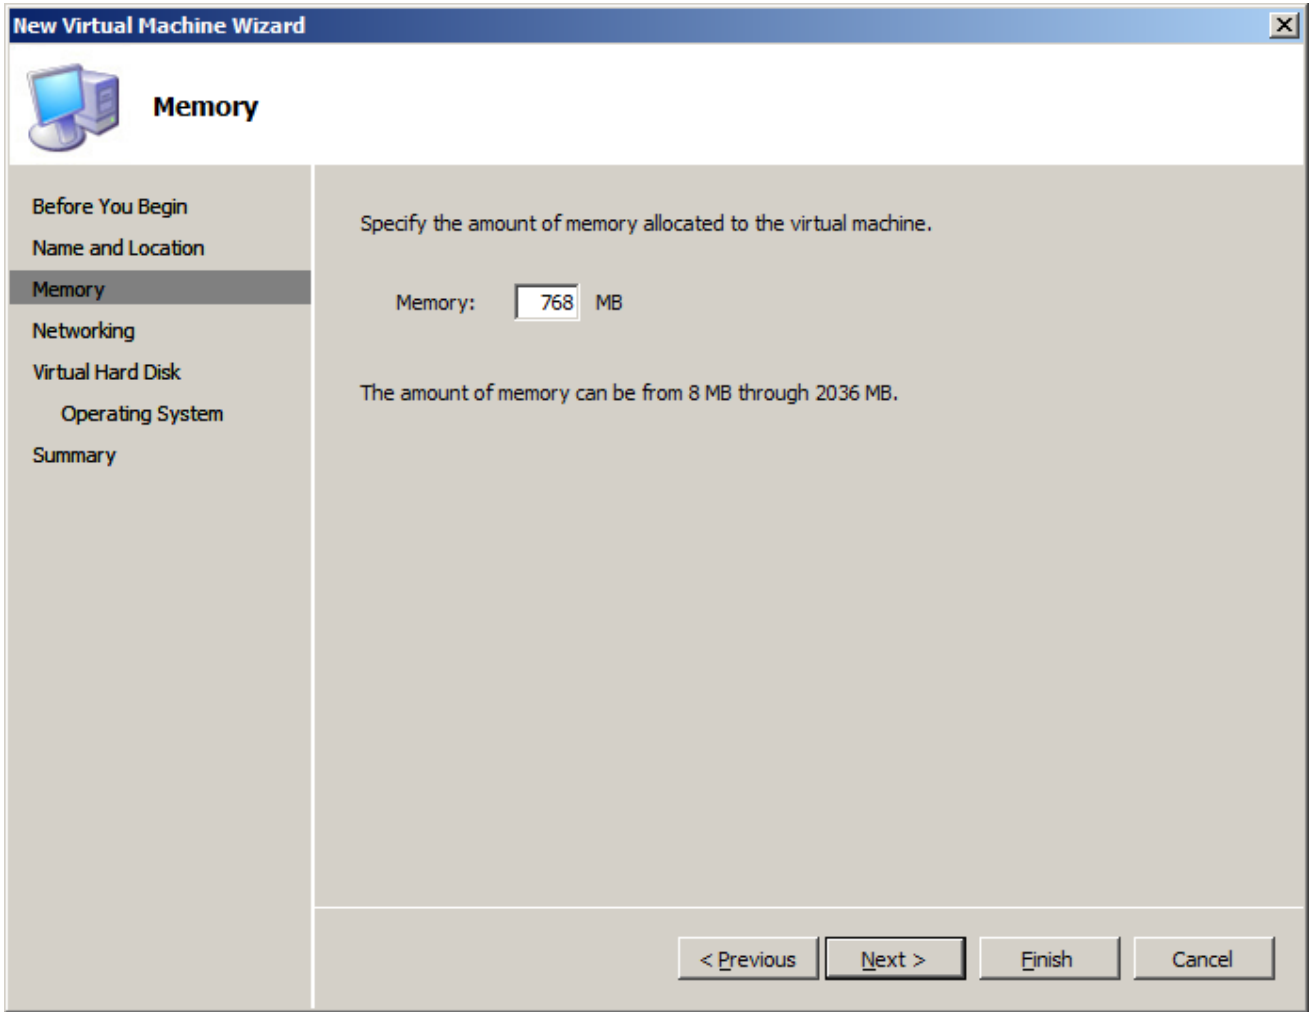 New Virtual Machine Wizard
Memory
Before You Begin
Name and Location
Memory
Networking
Virtual Hard Disk
Operating System
Summary
Specify the amount of memory allocated to the virtual machine.
Memory: 768 MB
The amount of memory can be from 8 MB through 2036 MB.
< Previous Next > Finish Cancel